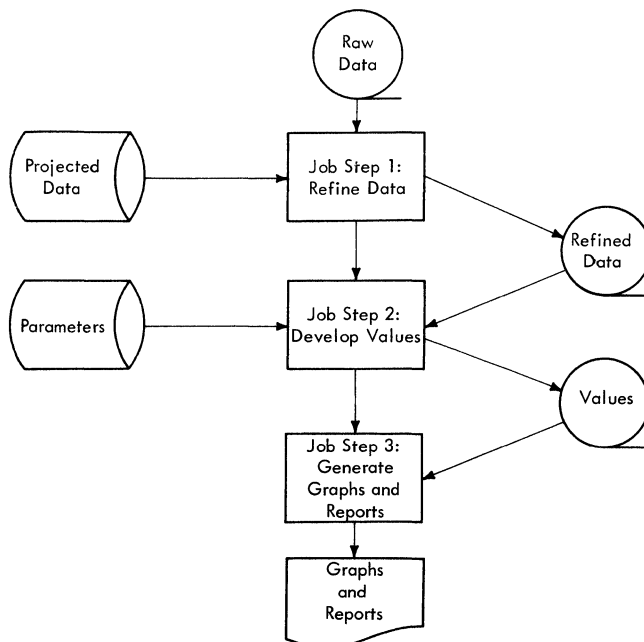 Raw
Data
Projected
Data
Job Step 1:
Refine Data
Refined
Data
Parameters
Job Step 2:
Develop Values
Values
Job Step 3:
Generate
Graphs and
Reports
Graphs
and
Reports